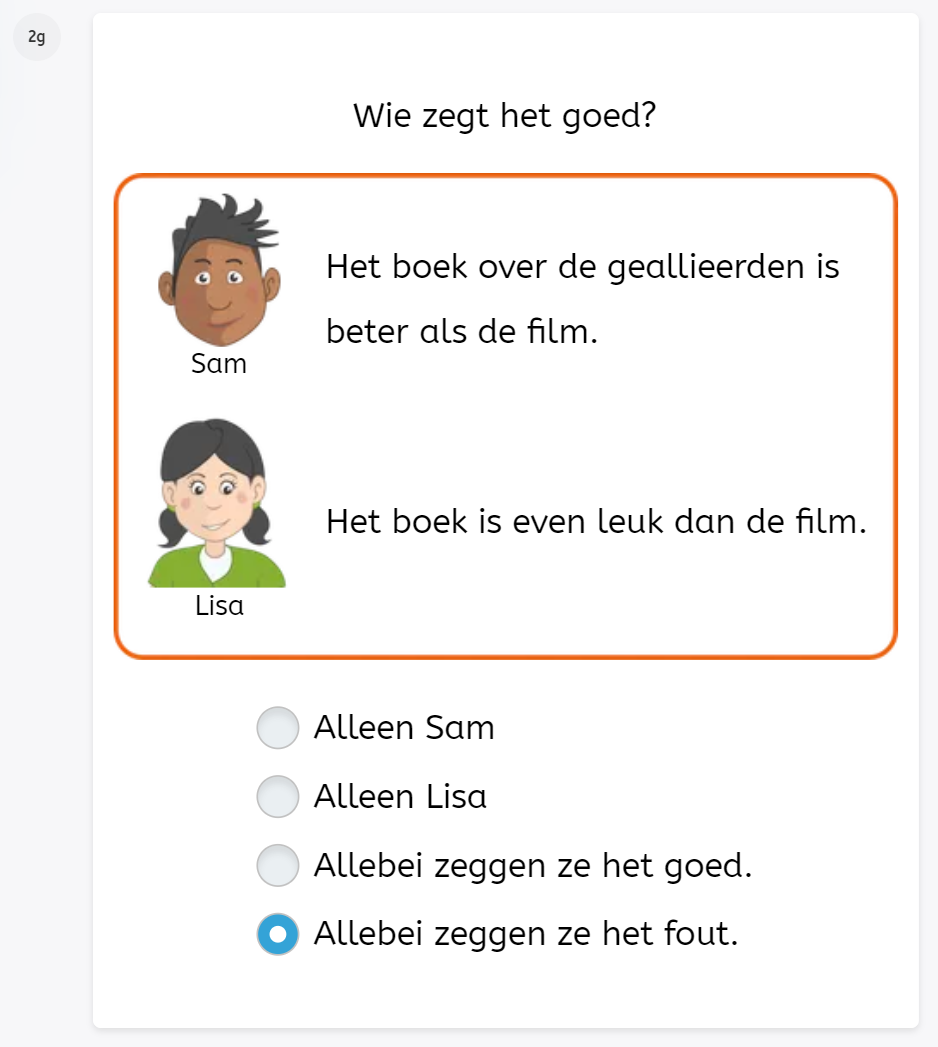 2g
Wie zegt het goed?
Het boek over de geallieerden is
beter als de film.
Sam
Het boek is even leuk dan de film.
Lisa
Alleen Sam
Alleen Lisa
Allebei zeggen ze het goed.
Allebei zeggen ze het fout.